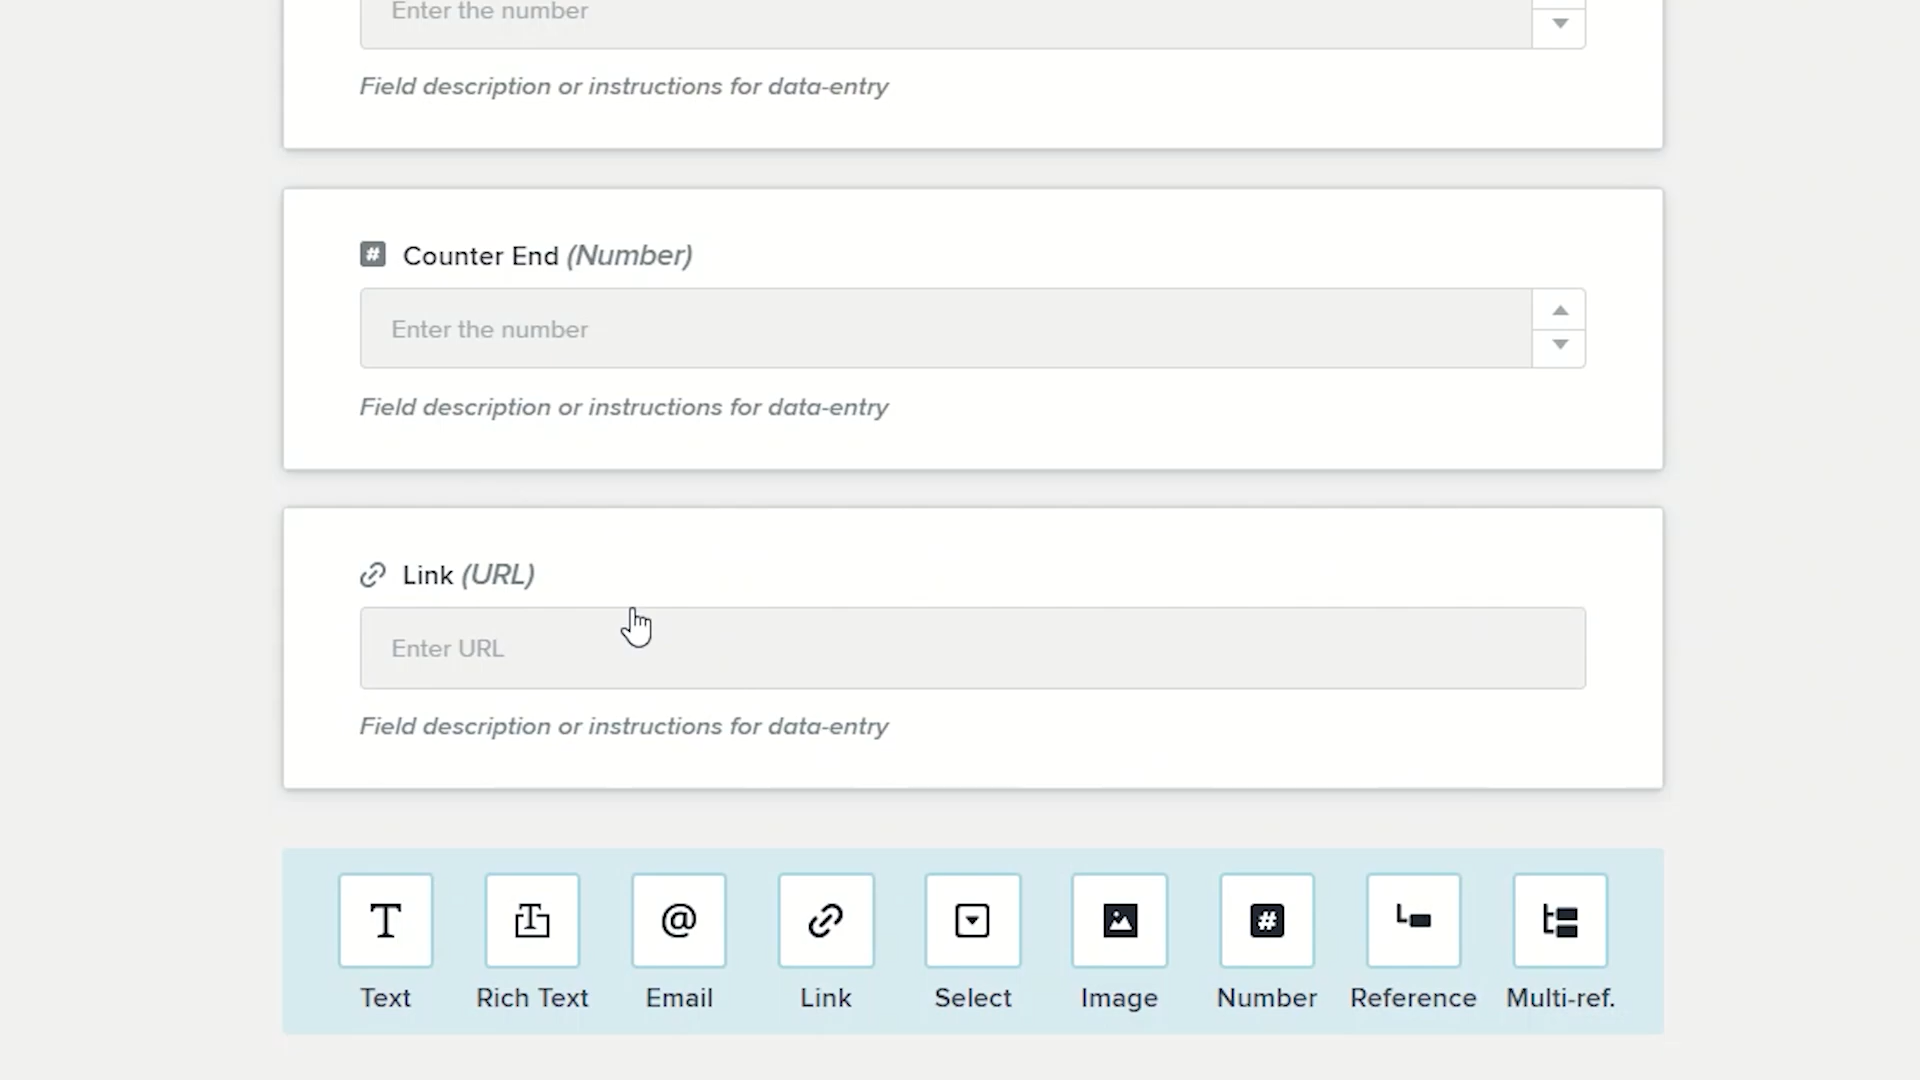 Enter the number
Field description or instructions for data-entry
# Counter End (Number)
Enter the number
Field description or instructions for data-entry
Link (URL)
Enter URL
Field description or instructions for data-entry
T T @ #
Text Rich Text Email Link Select Image Number Reference Multi-ref.